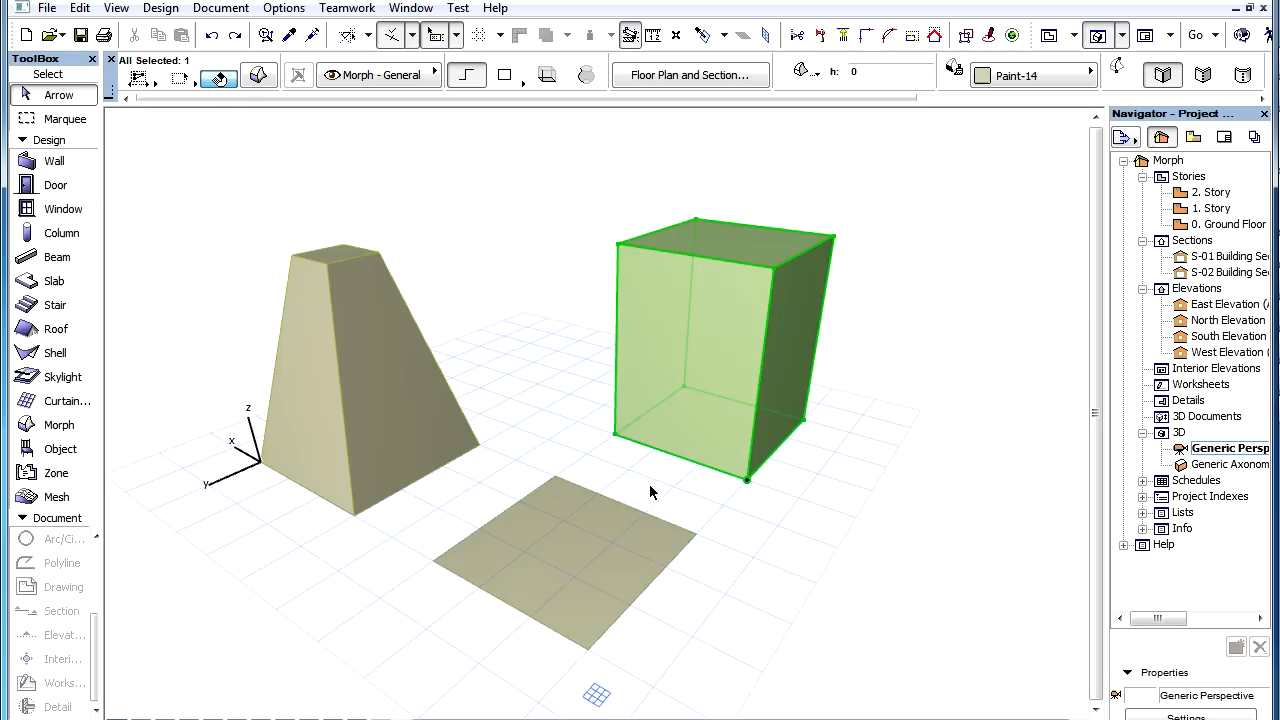 File Edit View Design Document Options Teamwork Window Test Help
Go
ToolBox
All Selected: 1
Select
Morph - General
Floor Plan and Section...
h: 0
Paint-14
Arrow
Marquee
Design
Wall
Door
Window
Column
Beam
Slab
Stair
Roof
Shell
Skylight
Curtain...
Morph
Object
Zone
Mesh
Document
Arc/Ci...
Polyline
Drawing
Section
Elevat...
Interi...
Works...
Detail
z
x
y
Navigator - Project ...
Morph
Stories
2. Story
1. Story
0. Ground Floor
Sections
S-01 Building Se
S-02 Building Se
Elevations
East Elevation (
North Elevation
South Elevation
West Elevation (
Interior Elevations
Worksheets
Details
3D Documents
3D
Generic Persp
Generic Axonom
Schedules
Project Indexes
Lists
Info
Help
Properties
Generic Perspective
Settings